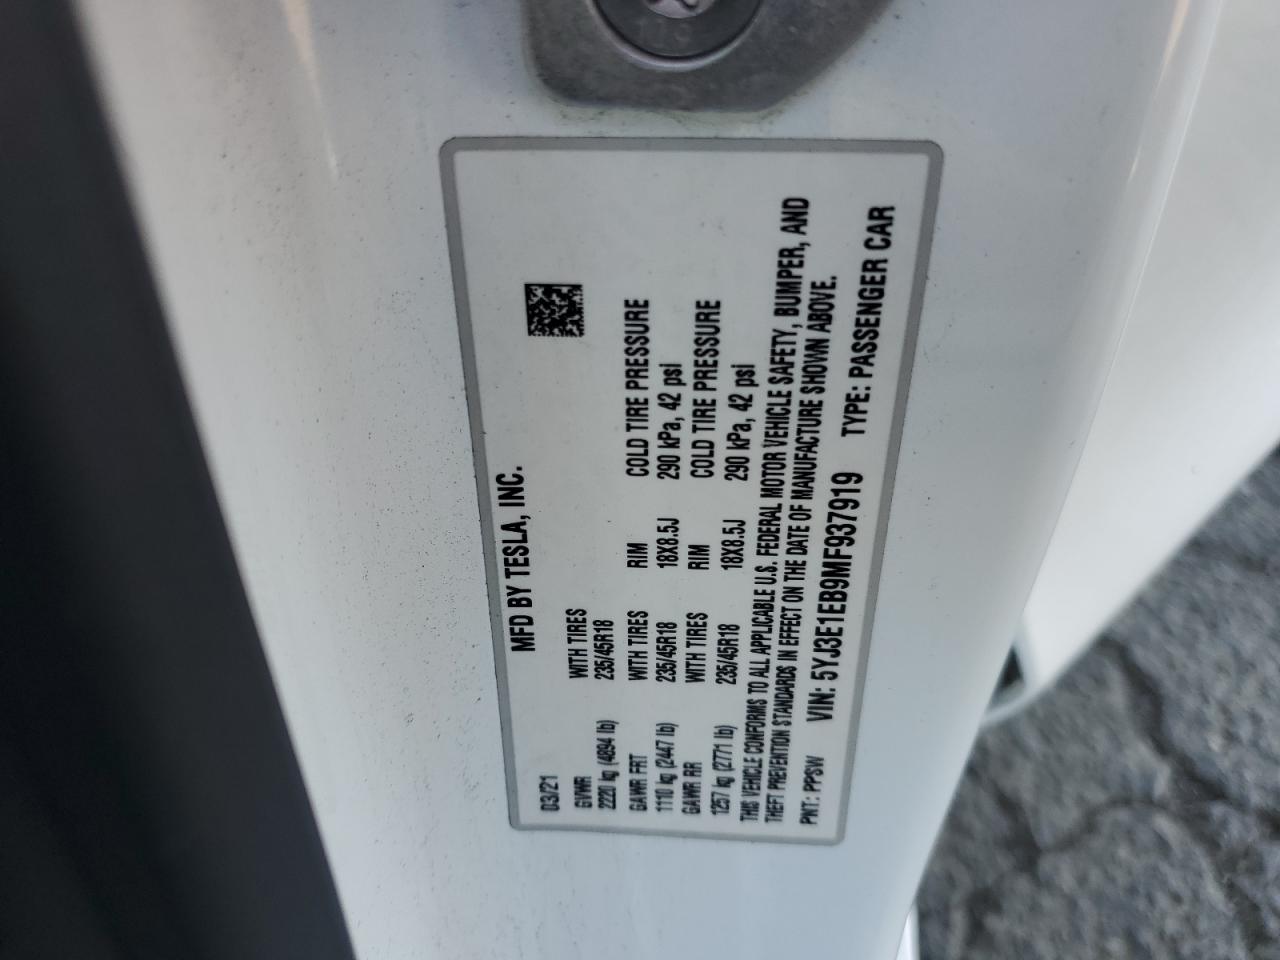 MFD BY TESLA, INC.
03/21
GVWR WITH TIRES
2220 kg (4894 lb) 235/45R18
GAWR FRT WITH TIRES RIM COLD TIRE PRESSURE
1110 kg (2447 lb) 235/45R18 18X8.5J 290 kPa, 42 psi
GAWR RR WITH TIRES RIM COLD TIRE PRESSURE
1257 kg (2771 lb) 235/45R18 18X8.5J 290 kPa, 42 psi
THIS VEHICLE CONFORMS TO ALL APPLICABLE U.S. FEDERAL MOTOR VEHICLE SAFETY, BUMPER, AND
THEFT PREVENTION STANDARDS IN EFFECT ON THE DATE OF MANUFACTURE SHOWN ABOVE.
PNT: PPSW VIN: 5YJ3E1EB9MF937919 TYPE: PASSENGER CAR